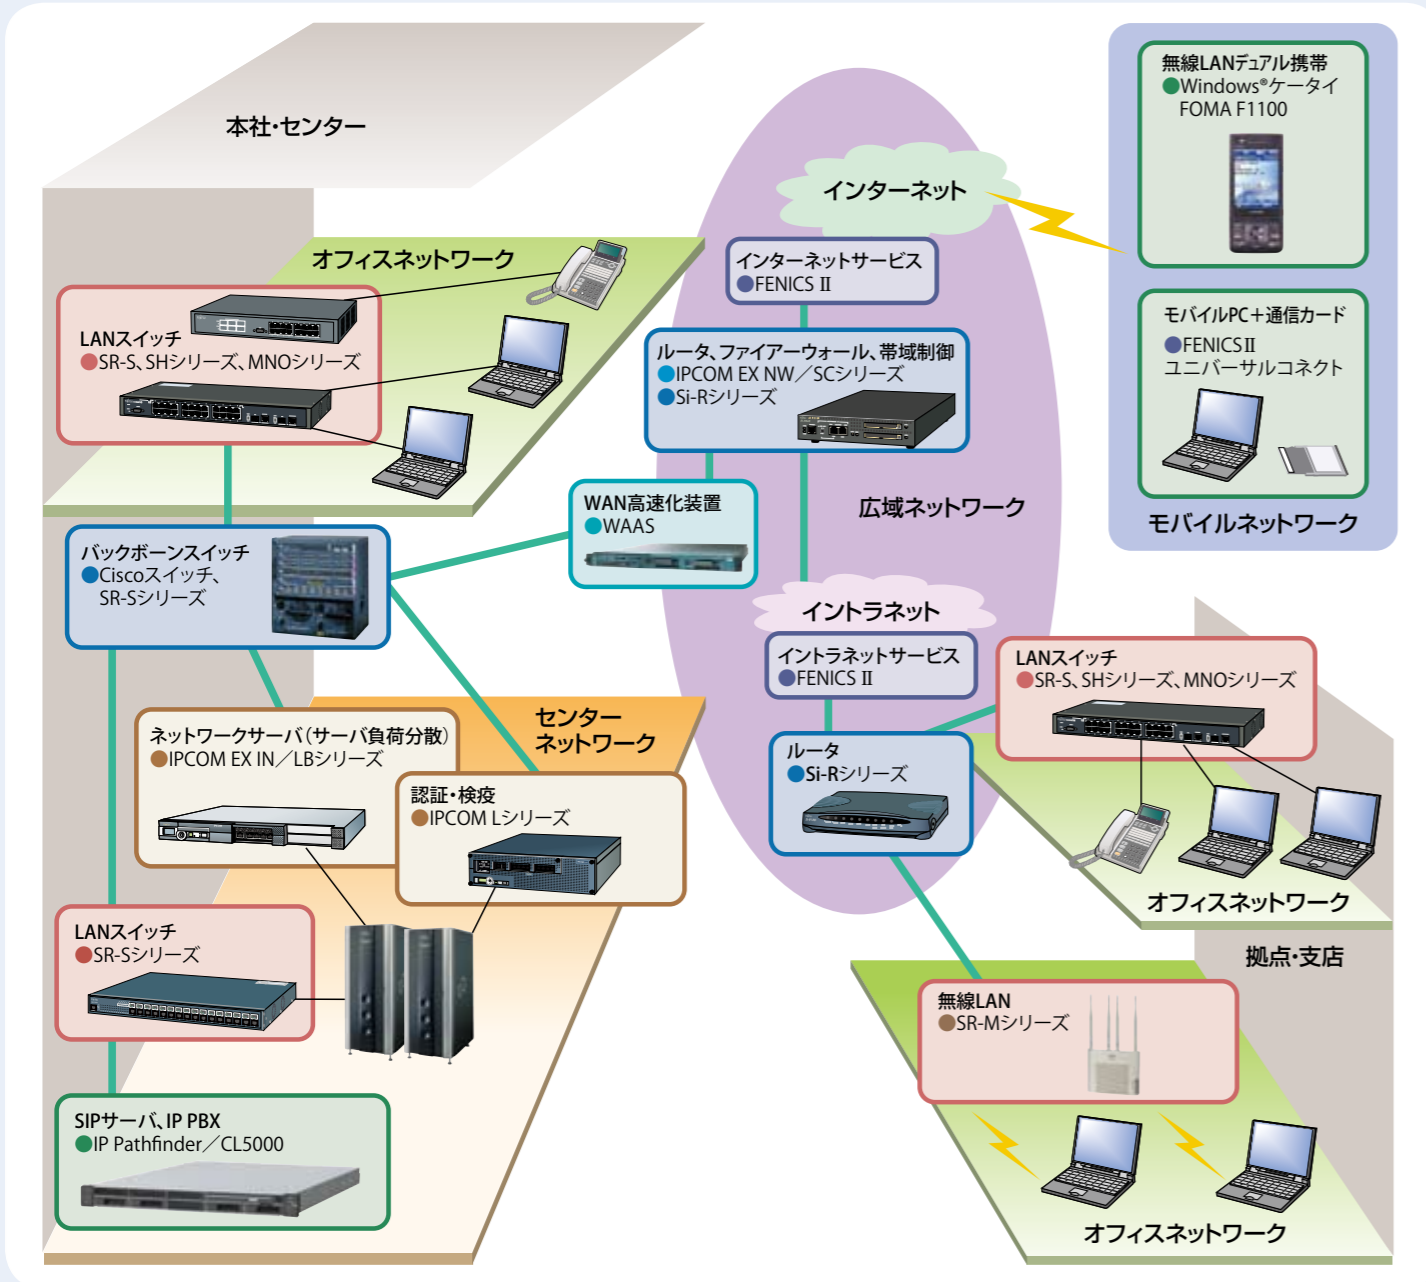 本社・センター
オフィスネットワーク
LANスイッチ
●SR-S、SHシリーズ、MNOシリーズ
バックボーンスイッチ
●Ciscoスイッチ、
SR-Sシリーズ
センター
ネットワーク
ネットワークサーバ（サーバ負荷分散）
●IPCOM EX IN／LBシリーズ
認証・検疫
●IPCOM Lシリーズ
LANスイッチ
●SR-Sシリーズ
SIPサーバ、IP PBX
●IP Pathfinder／CL5000
インターネット
インターネットサービス
●FENICS II
ルータ、ファイアーウォール、帯域制御
●IPCOM EX NW／SCシリーズ
●Si-Rシリーズ
WAN高速化装置
●WAAS
広域ネットワーク
イントラネット
イントラネットサービス
●FENICS II
ルータ
●Si-Rシリーズ
無線LANデュアル携帯
●Windows®ケータイ
FOMA F1100
モバイルPC＋通信カード
●FENICS II
ユニバーサルコネクト
モバイルネットワーク
LANスイッチ
●SR-S、SHシリーズ、MNOシリーズ
オフィスネットワーク
拠点・支店
無線LAN
●SR-Mシリーズ
オフィスネットワーク